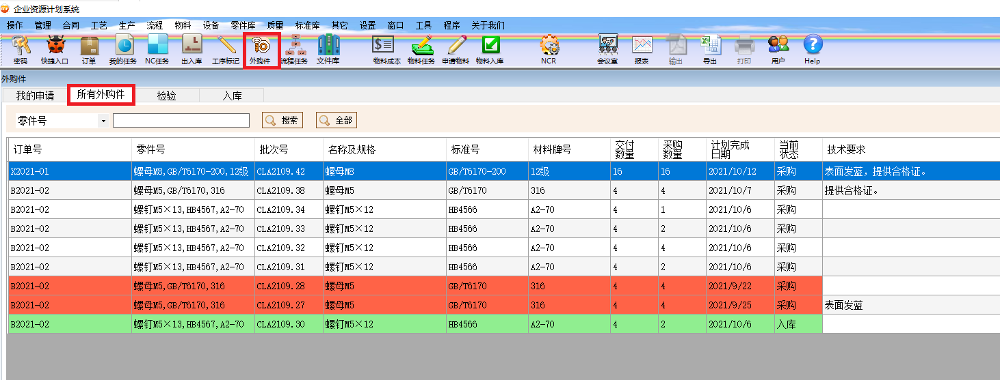 企业资源计划系统
操作 管理 合同 工艺 生产 流程 物料 设备 零件库 质量 标准库 其它 设置 窗口 工具 程序 关于我们
密码 快捷入口 订单 我的任务 NC任务 出入库 工序标记 外购件 流程任务 文件库 物料成本 物料任务 申请物料 物料入库 NCR 会议室 报表 输出 导出 打印 用户 Help
外购件
我的申请 所有外购件 检验 入库
零件号 搜索 全部
订单号 零件号 批次号 名称及规格 标准号 材料牌号 交付数量 采购数量 计划完成日期 当前状态 技术要求
X2021-01 螺母M8,GB/T6170-200,12级 CLA2109.42 螺母M8 GB/T6170-200 12级 16 16 2021/10/12 采购 表面发蓝，提供合格证。
B2021-02 螺母M5,GB/T6170,316 CLA2109.38 螺母M5 GB/T6170 316 4 4 2021/10/7 采购 提供合格证。
B2021-02 螺钉M5×13,HB4567,A2-70 CLA2109.34 螺钉M5×12 HB4566 A2-70 4 1 2021/10/6 采购
B2021-02 螺钉M5×13,HB4567,A2-70 CLA2109.33 螺钉M5×12 HB4566 A2-70 4 2 2021/10/6 采购
B2021-02 螺钉M5×13,HB4567,A2-70 CLA2109.32 螺钉M5×12 HB4566 A2-70 4 4 2021/10/6 采购
B2021-02 螺钉M5×13,HB4567,A2-70 CLA2109.31 螺钉M5×12 HB4566 A2-70 4 2 2021/10/6 采购
B2021-02 螺母M5,GB/T6170,316 CLA2109.28 螺母M5 GB/T6170 316 4 4 2021/9/22 采购
B2021-02 螺母M5,GB/T6170,316 CLA2109.27 螺母M5 GB/T6170 316 4 4 2021/9/25 采购 表面发蓝
B2021-02 螺钉M5×13,HB4567,A2-70 CLA2109.30 螺钉M5×12 HB4566 A2-70 4 2 2021/10/6 入库